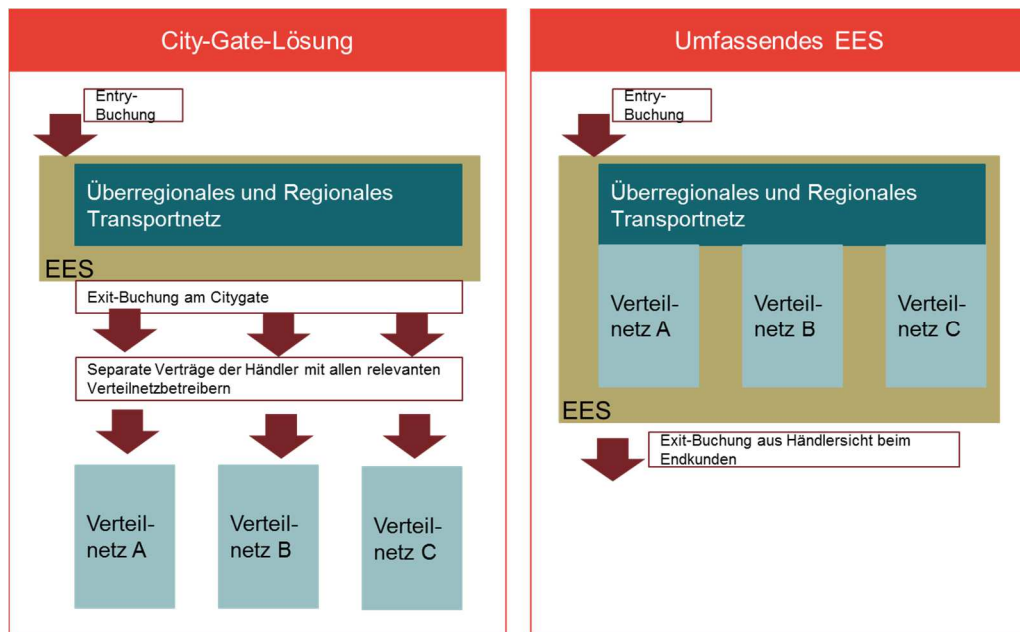 City-Gate-Lösung
Entry-
Buchung
Überregionales und Regionales
Transportnetz
EES
Exit-Buchung am Citygate
Separate Verträge der Händler mit allen relevanten
Verteilnetzbetreibern
Verteil-
netz A
Verteil-
netz B
Verteil-
netz C
Umfassendes EES
Entry-
Buchung
Überregionales und Regionales
Transportnetz
Verteil-
netz A
Verteil-
netz B
Verteil-
netz C
EES
Exit-Buchung aus Händlersicht beim
Endkunden